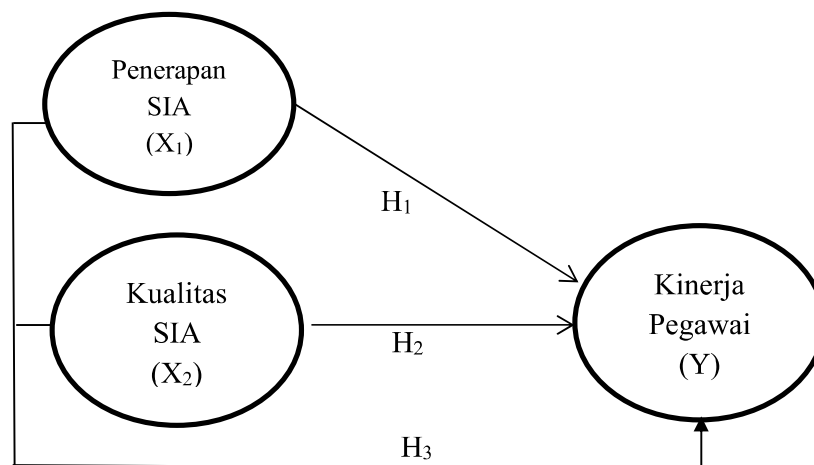 Penerapan
SIA
(X₁)
H₁
Kualitas
SIA
(X₂)
H₂
Kinerja
Pegawai
(Y)
H₃